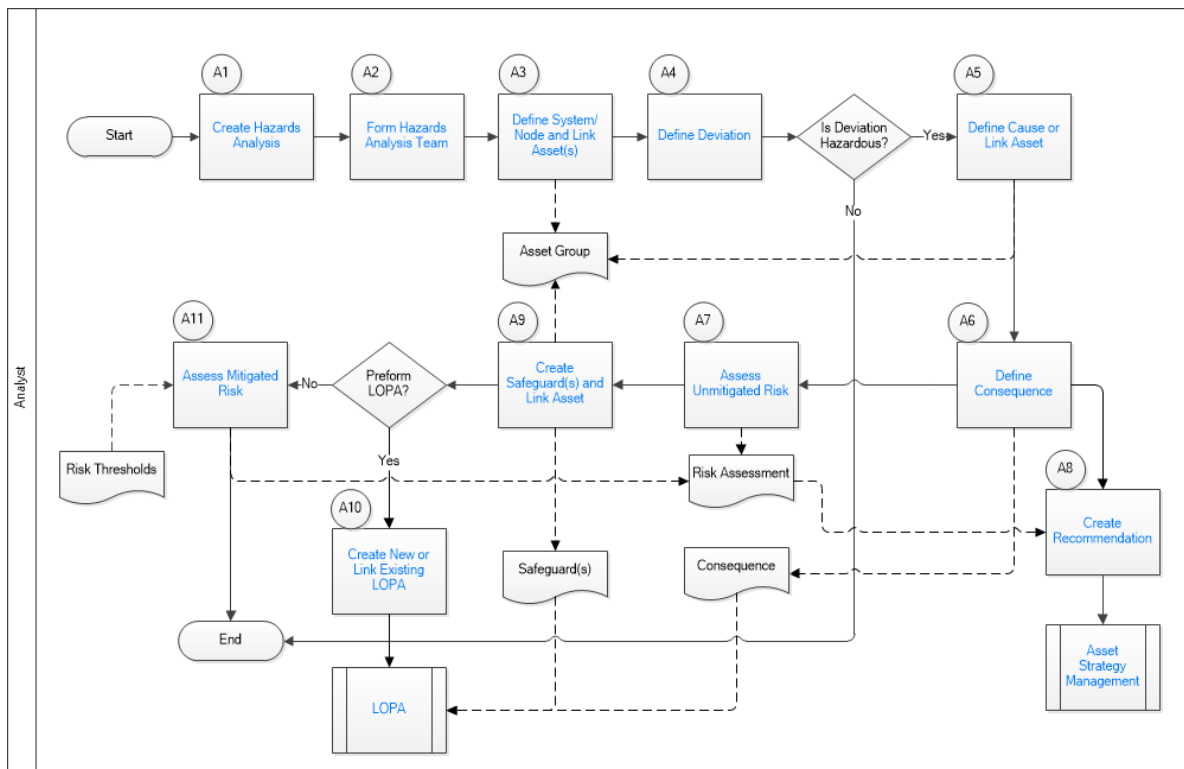 A1
A2
A3
A4
A5
Start
Create Hazards
Analysis
Form Hazards
Analysis Team
Define System/
Node and Link
Asset(s)
Define Deviation
Is Deviation
Hazardous?
Yes
Define Cause or
Link Asset
No
Asset Group
A11
A9
A7
A6
Assess Mitigated
Risk
No
Preform
LOPA?
Create
Safeguard(s) and
Link Asset
Assess
Unmitigated Risk
Define
Consequence
Analyst
Yes
Risk Thresholds
Risk Assessment
A8
A10
Create New or
Link Existing
LOPA
Safeguard(s)
Consequence
Create
Recommendation
End
LOPA
Asset
Strategy
Management